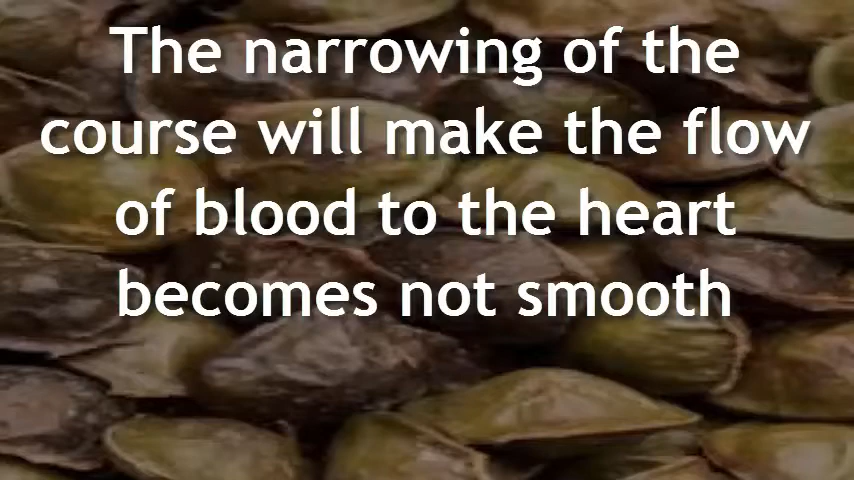 The narrowing of the
course will make the flow
of blood to the heart
becomes not smooth